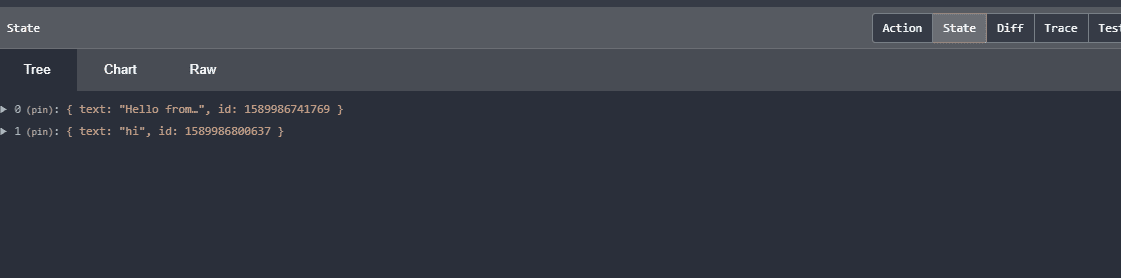 State Action State Diff Trace Test
Tree Chart Raw
0 (pin): { text: "Hello from…", id: 1589986741769 }
1 (pin): { text: "hi", id: 1589986800637 }